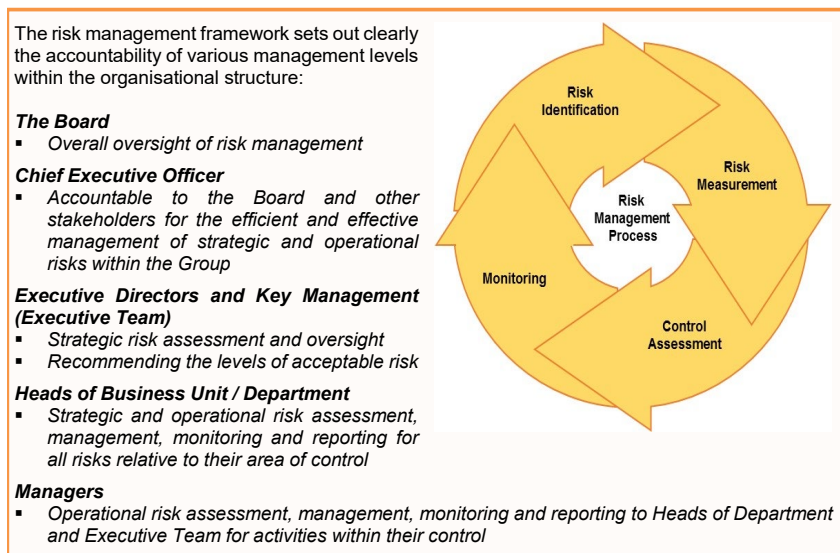 The risk management framework sets out clearly
the accountability of various management levels
within the organisational structure:
The Board
▪ Overall oversight of risk management
Chief Executive Officer
▪ Accountable to the Board and other
stakeholders for the efficient and effective
management of strategic and operational
risks within the Group
Executive Directors and Key Management
(Executive Team)
▪ Strategic risk assessment and oversight
▪ Recommending the levels of acceptable risk
Heads of Business Unit / Department
▪ Strategic and operational risk assessment,
management, monitoring and reporting for
all risks relative to their area of control
Managers
▪ Operational risk assessment, management, monitoring and reporting to Heads of Department
and Executive Team for activities within their control
Risk
Identification
Risk
Measurement
Risk
Management
Process
Monitoring
Control
Assessment